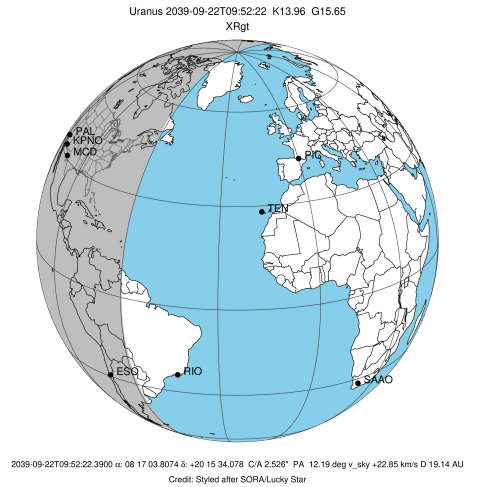 Uranus 2039-09-22T09:52:22 K13.96 G15.65
XRgt
PAL
KPNO
MCD
PIC
TEN
ESO
RIO
SAAO
2039-09-22T09:52:22.3900 α: 08 17 03.8074 δ: +20 15 34.078 C/A 2.526" PA 12.19 deg v_sky +22.85 km/s D 19.14 AU
Credit: Styled after SORA/Lucky Star